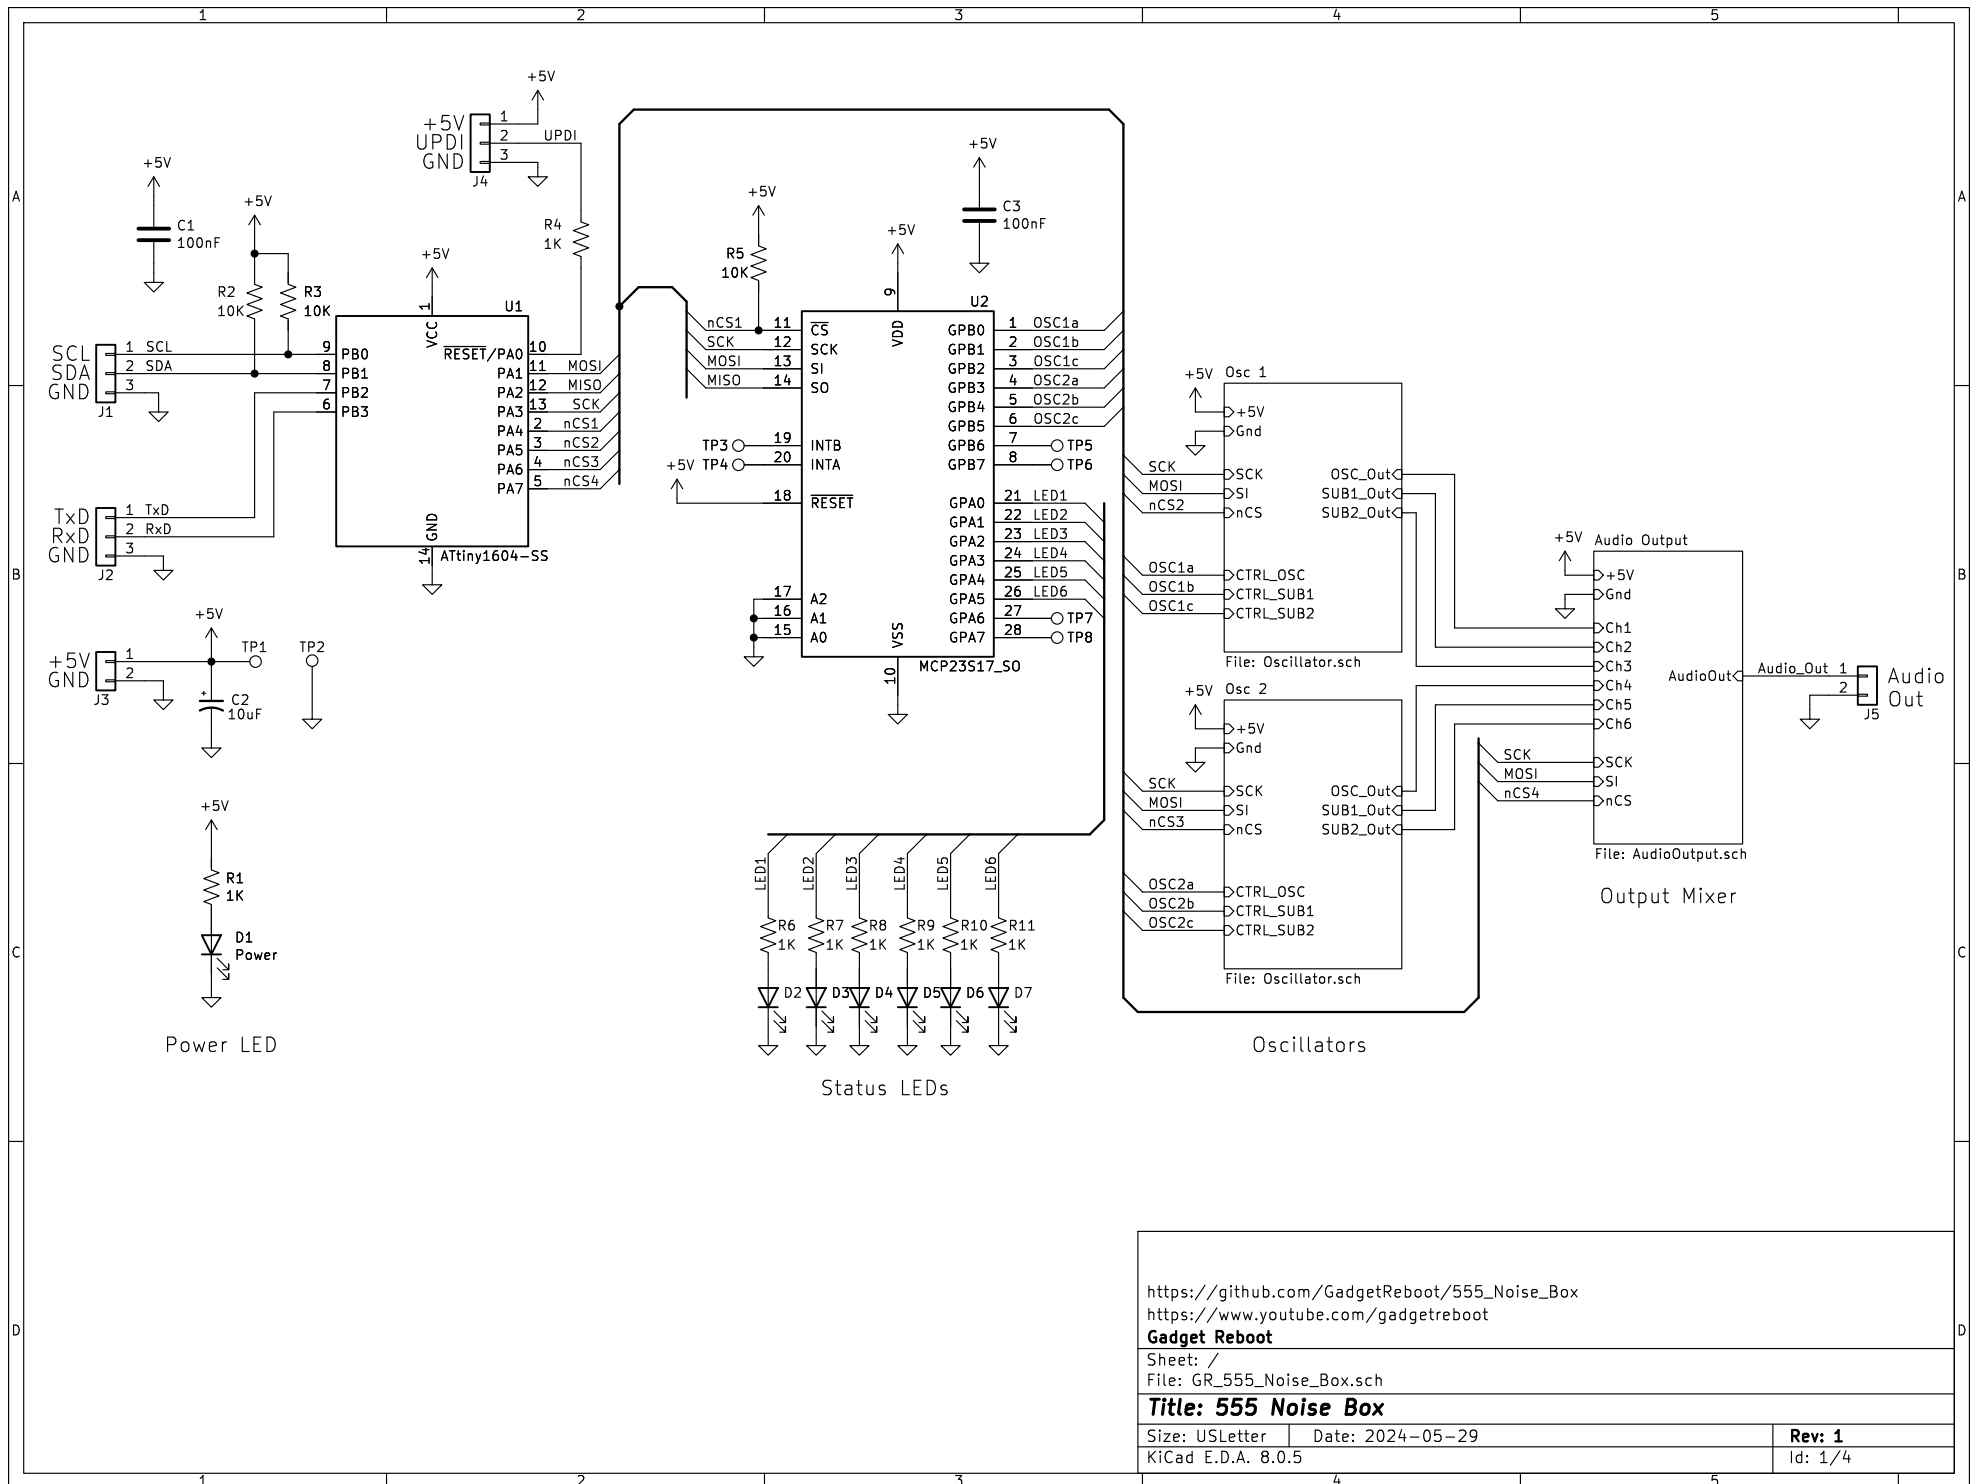 1 2 3 4 5
A
B
C
D
A
B
C
D
1 2 3 4 5
+5V
C1
100nF
+5V
R2
10K
R3
10K
SCL
SDA
GND
1 SCL
2 SDA
3
J1
TxD
RxD
GND
1 TxD
2 RxD
3
J2
+5V
+5V
GND
1
2
J3
TP1
TP2
+
C2
10uF
+5V
R1
1K
D1
Power
Power LED
+5V
+5V
UPDI
GND
1
2
3
J4
UPDI
R4
1K
+5V
U1
1
VCC
9 PB0
8 PB1
7 PB2
6 PB3
RESET/PA0 10
PA1 11 MOSI
PA2 12 MISO
PA3 13 SCK
PA4 2 nCS1
PA5 3 nCS2
PA6 4 nCS3
PA7 5 nCS4
GND
14
ATtiny1604-SS
+5V
R5
10K
+5V
C3
100nF
+5V
9
VDD
U2
nCS1 11 CS
SCK 12 SCK
MOSI 13 SI
MISO 14 SO
TP3 19 INTB
TP4 20 INTA
+5V
18 RESET
17 A2
16 A1
15 A0
GPB0 1 OSC1a
GPB1 2 OSC1b
GPB2 3 OSC1c
GPB3 4 OSC2a
GPB4 5 OSC2b
GPB5 6 OSC2c
GPB6 7 TP5
GPB7 8 TP6
GPA0 21 LED1
GPA1 22 LED2
GPA2 23 LED3
GPA3 24 LED4
GPA4 25 LED5
GPA5 26 LED6
GPA6 27 TP7
GPA7 28 TP8
VSS
10
MCP23S17_SO
LED1 LED2 LED3 LED4 LED5 LED6
R6 R7 R8 R9 R10 R11
1K 1K 1K 1K 1K 1K
D2 D3 D4 D5 D6 D7
Status LEDs
+5V
Osc 1
+5V
Gnd
SCK SCK
MOSI SI
nCS2 nCS
OSC1a CTRL_OSC
OSC1b CTRL_SUB1
OSC1c CTRL_SUB2
OSC_Out
SUB1_Out
SUB2_Out
File: Oscillator.sch
+5V
Osc 2
+5V
Gnd
SCK SCK
MOSI SI
nCS3 nCS
OSC2a CTRL_OSC
OSC2b CTRL_SUB1
OSC2c CTRL_SUB2
OSC_Out
SUB1_Out
SUB2_Out
File: Oscillator.sch
Oscillators
+5V
Audio Output
+5V
Gnd
Ch1
Ch2
Ch3
Ch4
Ch5
Ch6
SCK SCK
MOSI SI
nCS4 nCS
AudioOut
File: AudioOutput.sch
Output Mixer
Audio_Out 1
2
J5
Audio
Out
https://github.com/GadgetReboot/555_Noise_Box
https://www.youtube.com/gadgetreboot
Gadget Reboot
Sheet: /
File: GR_555_Noise_Box.sch
Title: 555 Noise Box
Size: USLetter Date: 2024-05-29 Rev: 1
KiCad E.D.A. 8.0.5 Id: 1/4